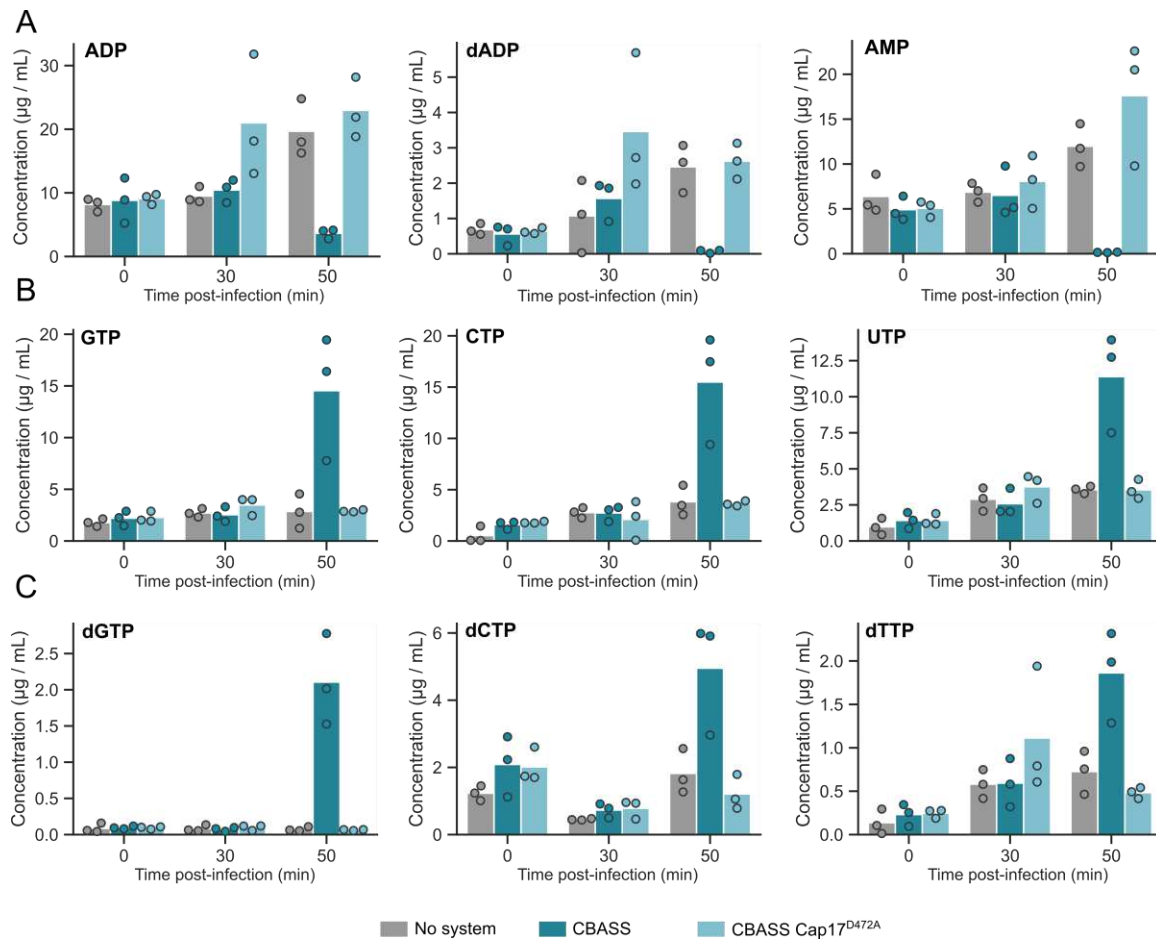 A
ADP
dADP
AMP
Concentration (µg / mL)
30
20
10
0
0 30 50
Time post-infection (min)
Concentration (µg / mL)
5
4
3
2
1
0
0 30 50
Time post-infection (min)
Concentration (µg / mL)
20
15
10
5
0
0 30 50
Time post-infection (min)
B
GTP
CTP
UTP
Concentration (µg / mL)
20
15
10
5
0
0 30 50
Time post-infection (min)
Concentration (µg / mL)
20
15
10
5
0
0 30 50
Time post-infection (min)
Concentration (µg / mL)
12.5
10.0
7.5
5.0
2.5
0.0
0 30 50
Time post-infection (min)
C
dGTP
dCTP
dTTP
Concentration (µg / mL)
2.5
2.0
1.5
1.0
0.5
0.0
0 30 50
Time post-infection (min)
Concentration (µg / mL)
6
4
2
0
0 30 50
Time post-infection (min)
Concentration (µg / mL)
2.0
1.5
1.0
0.5
0.0
0 30 50
Time post-infection (min)
No system CBASS CBASS Cap17D472A